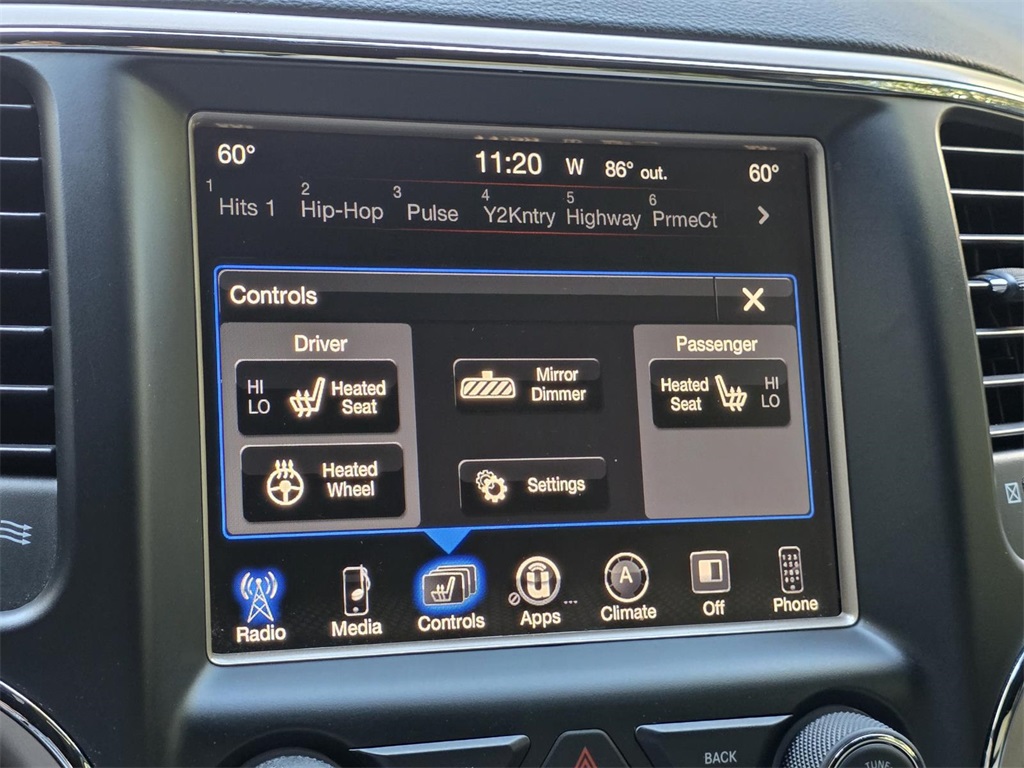 60° 11:20 W 86° out. 60°
1 Hits 1 2 Hip-Hop 3 Pulse 4 Y2Kntry 5 Highway 6 PrmeCt
Controls
Driver
HI
LO
Heated
Seat
Heated
Wheel
Mirror
Dimmer
Settings
Passenger
Heated
Seat
HI
LO
Radio Media Controls Apps Climate Off Phone
A
BACK
TUNE